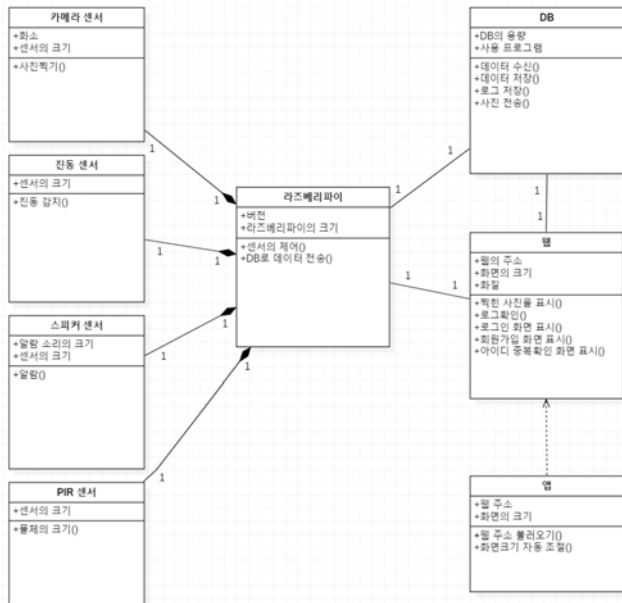 카메라 센서
+화소
+센서의 크기
+사진찍기()
1
진동 센서
+센서의 크기
+진동 감지()
1
스피커 센서
+알람 소리의 크기
+센서의 크기
+알람()
1
PIR 센서
+센서의 크기
+물체의 크기()
1
라즈베리파이
+버전
+라즈베리파이의 크기
+센서의 제어()
+DB로 데이터 전송()
1
1
1
1
1
1
DB
+DB의 용량
+사용 프로그램
+데이터 수신()
+데이터 저장()
+로그 저장()
+사진 전송()
1
1
1
웹
+웹의 주소
+화면의 크기
+화질
+찍힌 사진을 표시()
+로그확인()
+로그인 화면 표시()
+회원가입 화면 표시()
+아이디 중복확인 화면 표시()
1
앱
+웹 주소
+화면의 크기
+웹 주소 불러오기()
+화면크기 자동 조절()